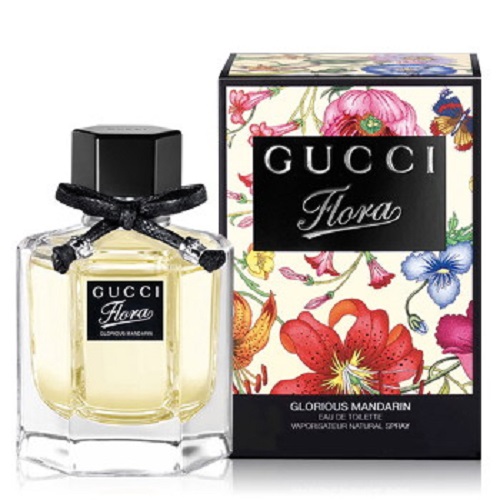 GUCCI
Flora
GLORIOUS MANDARIN
GUCCI
Flora
GLORIOUS MANDARIN
EAU DE TOILETTE
VAPORISATEUR NATURAL SPRAY